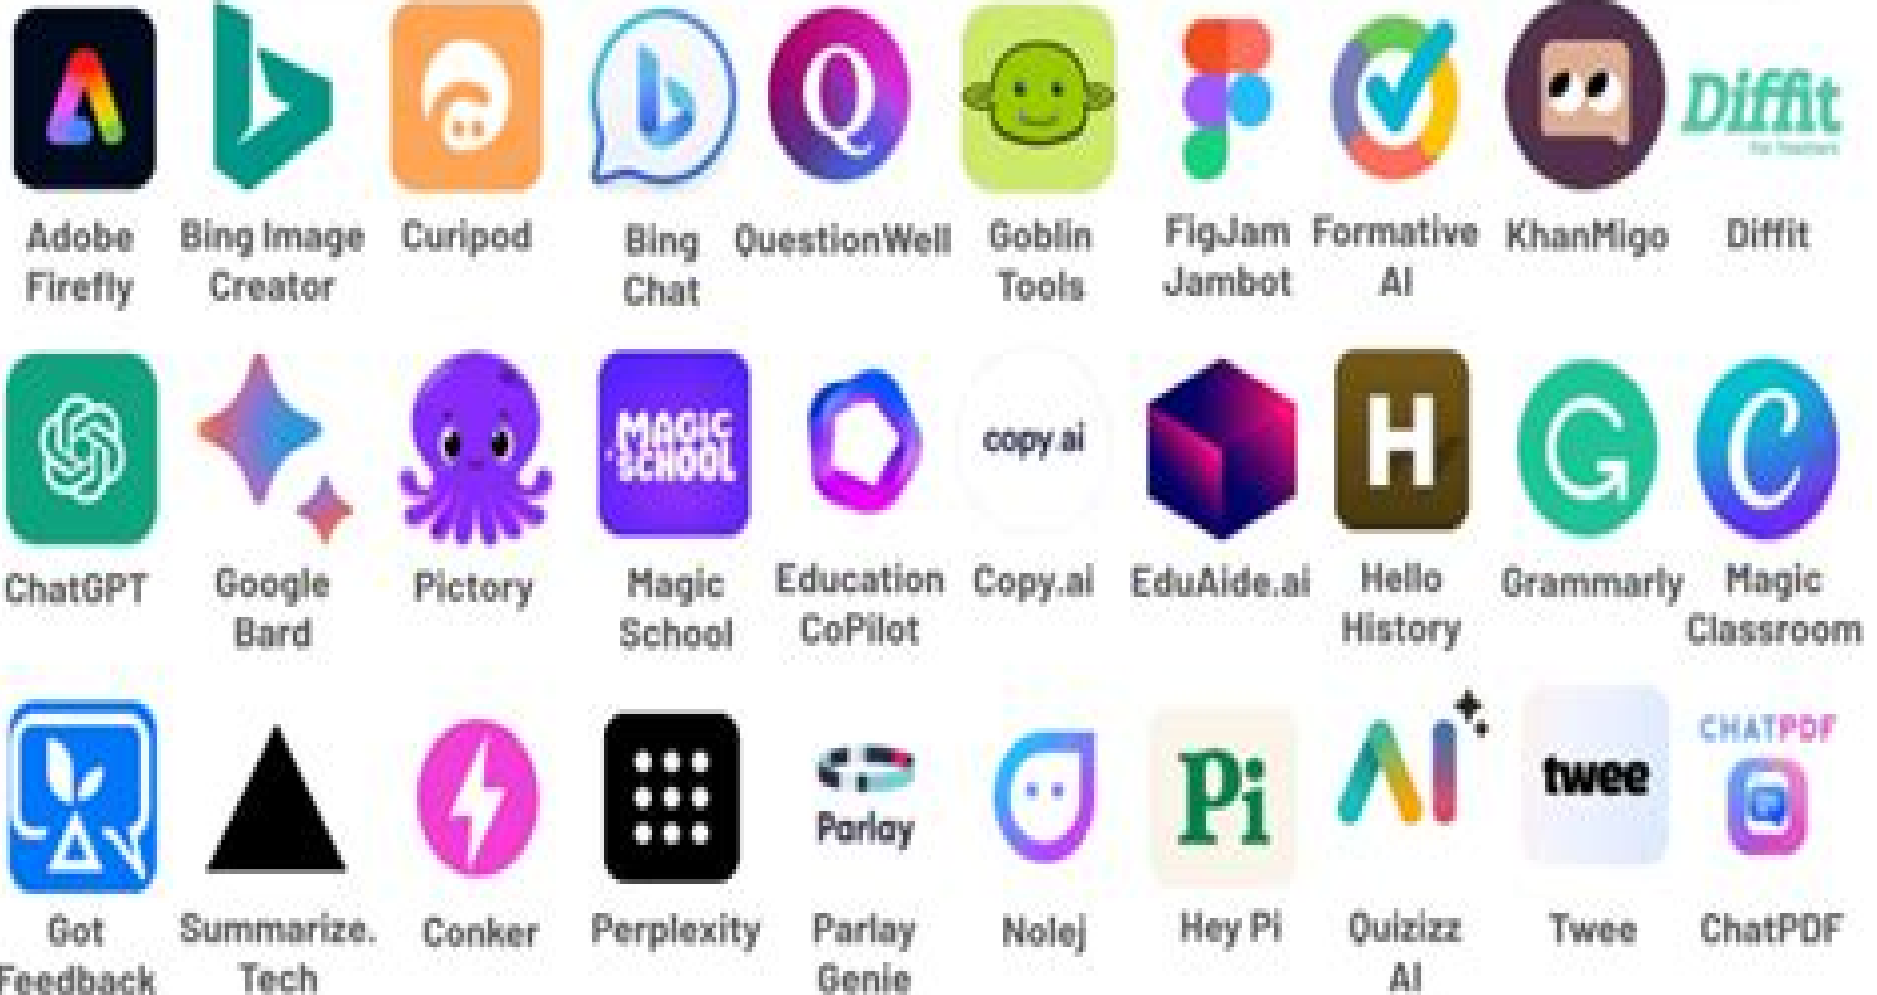 Diffit
For Teachers
Adobe
Firefly
Bing Image
Creator
Curipod
Bing
Chat
Q
QuestionWell
Goblin
Tools
FigJam
Jambot
Formative
AI
KhanMigo
Diffit
MAGIC
SCHOOL
copy.ai
H
G
C
ChatGPT
Google
Bard
Pictory
Magic
School
Education
CoPilot
Copy.ai
EduAide.ai
Hello
History
Grammarly
Magic
Classroom
Parlay
Pi
AI
twee
CHATPDF
Got
Feedback
Summarize.
Tech
Conker
Perplexity
Parlay
Genie
Nolej
Hey Pi
Quizizz
AI
Twee
ChatPDF